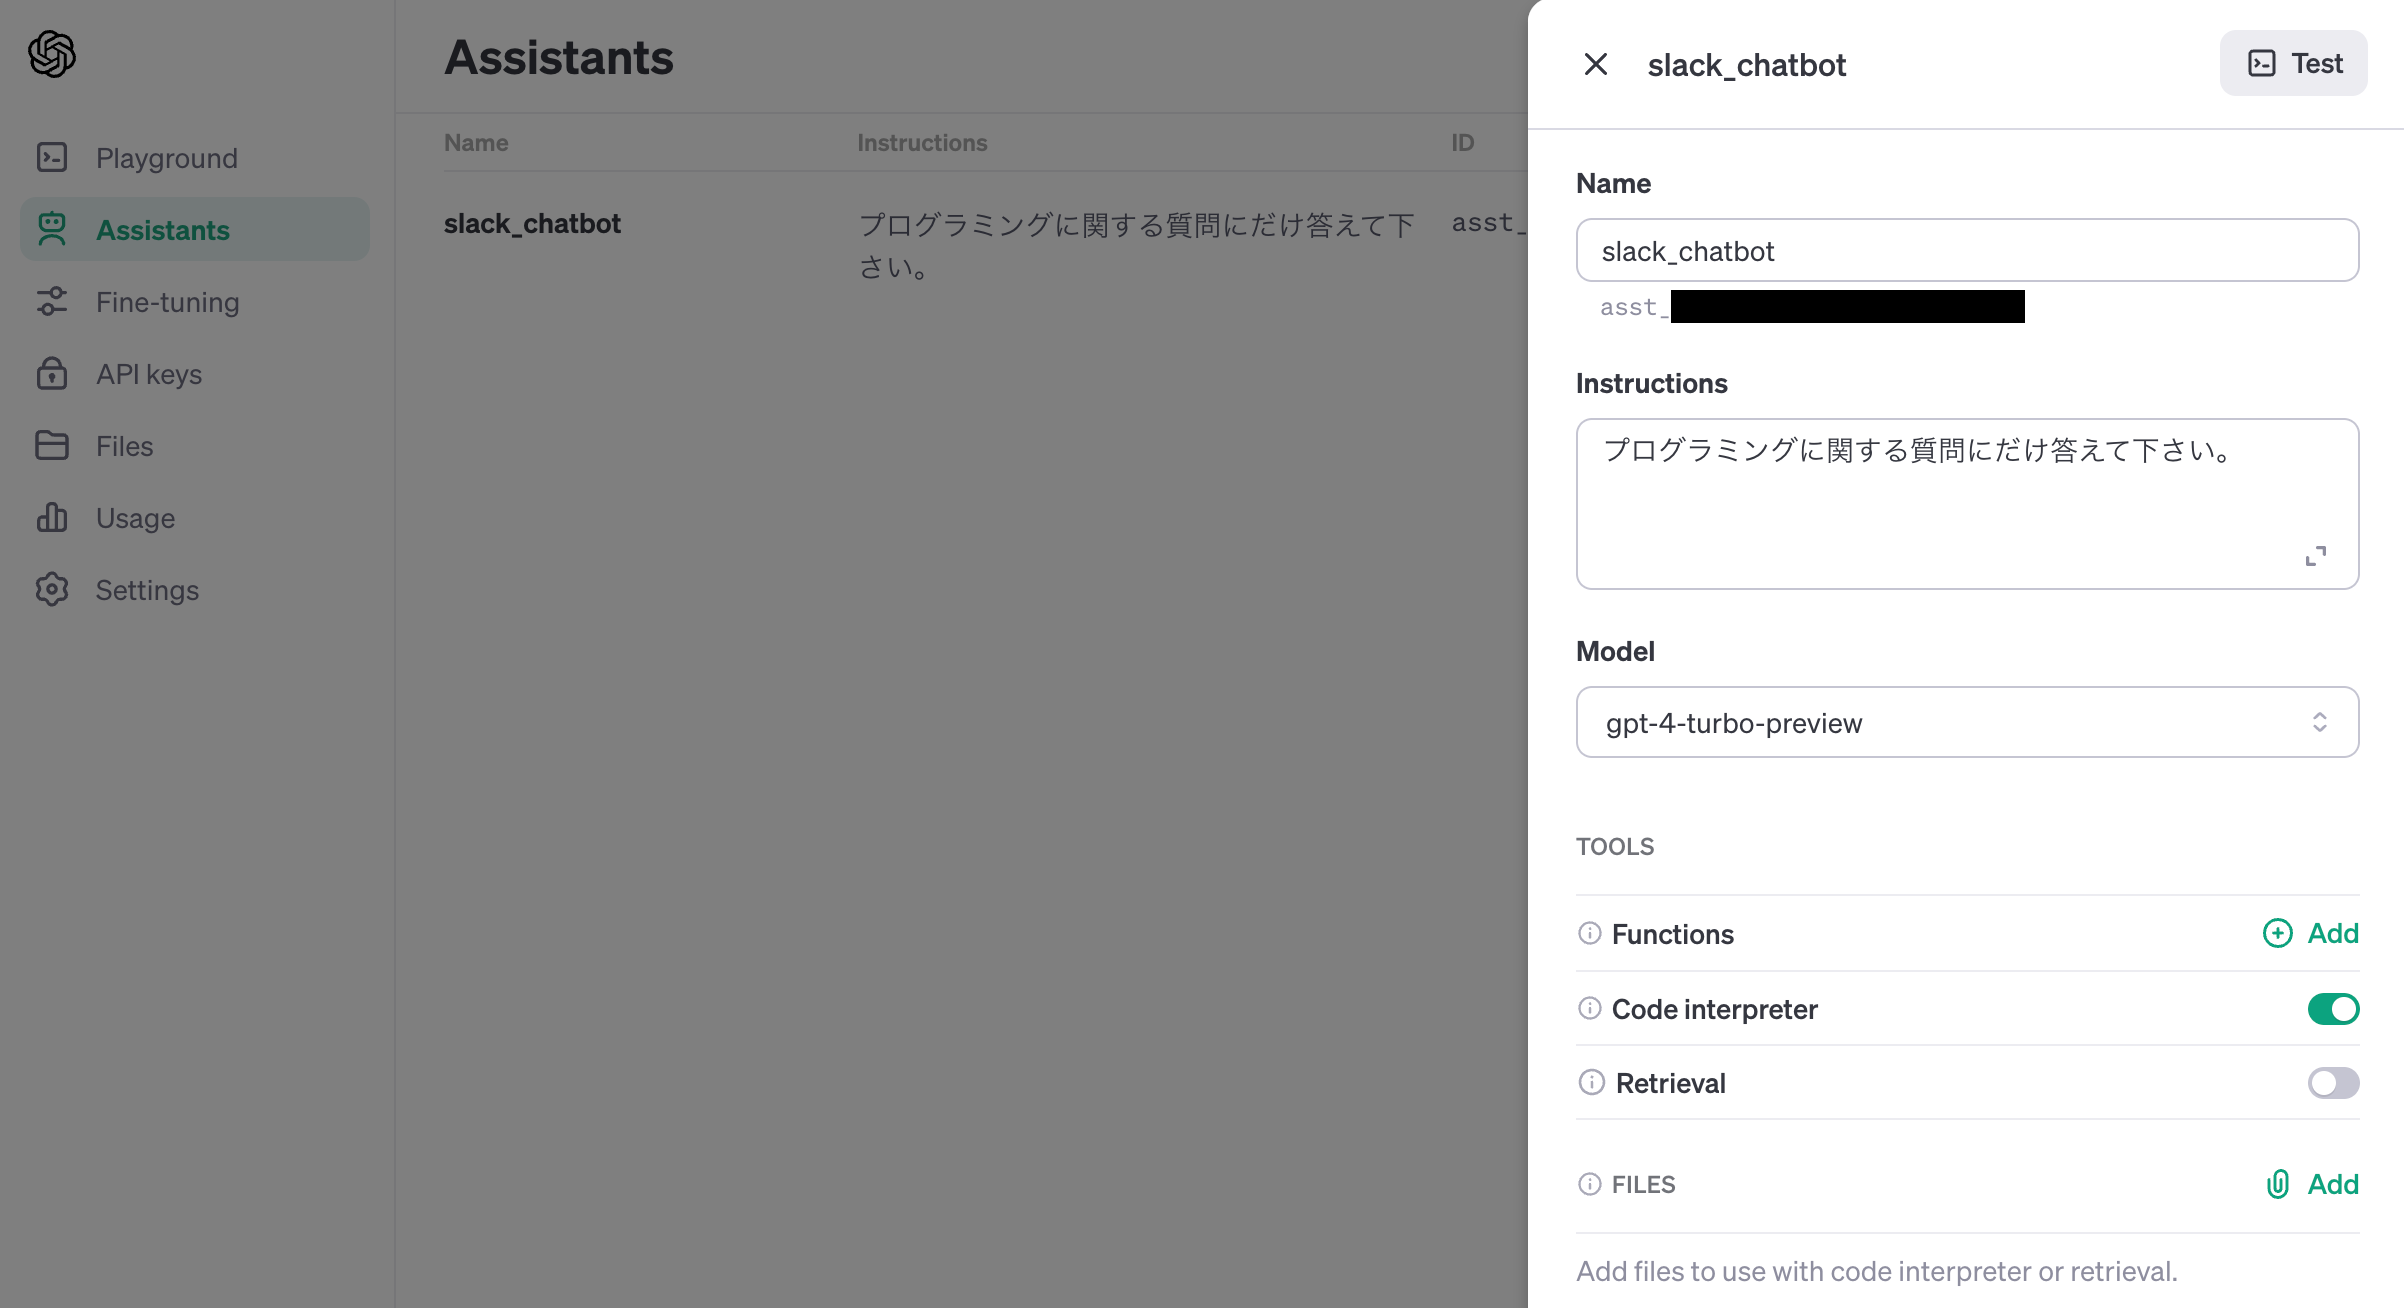 Playground
Assistants
Fine-tuning
API keys
Files
Usage
Settings
Assistants
Name Instructions ID
slack_chatbot プログラミングに関する質問にだけ答えて下 asst_
さい。
slack_chatbot
Test
Name
slack_chatbot
asst_
Instructions
プログラミングに関する質問にだけ答えて下さい。
Model
gpt-4-turbo-preview
TOOLS
Functions Add
Code interpreter
Retrieval
FILES Add
Add files to use with code interpreter or retrieval.